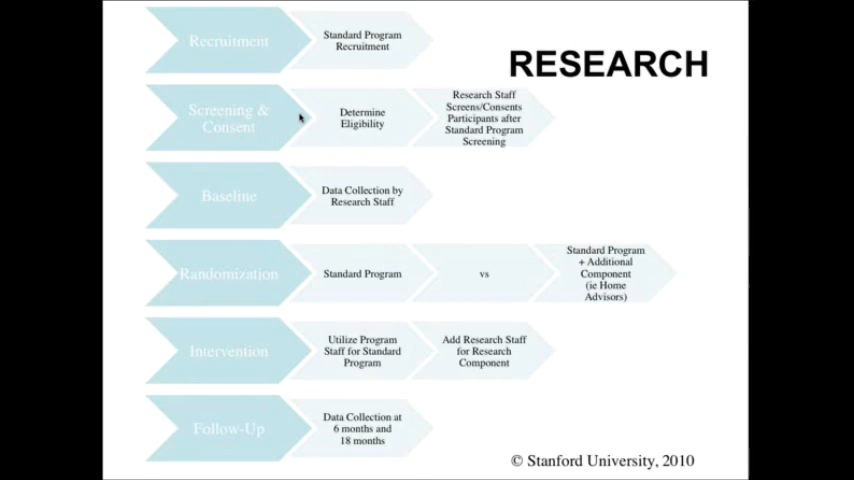 Recruitment
Standard Program
Recruitment
RESEARCH
Screening &
Consent
Determine
Eligibility
Research Staff
Screens/Consents
Participants after
Standard Program
Screening
Baseline
Data Collection by
Research Staff
Randomization
Standard Program
vs
Standard Program
+ Additional
Component
(ie Home
Advisors)
Intervention
Utilize Program
Staff for Standard
Program
Add Research Staff
for Research
Component
Follow-Up
Data Collection at
6 months and
18 months
© Stanford University, 2010